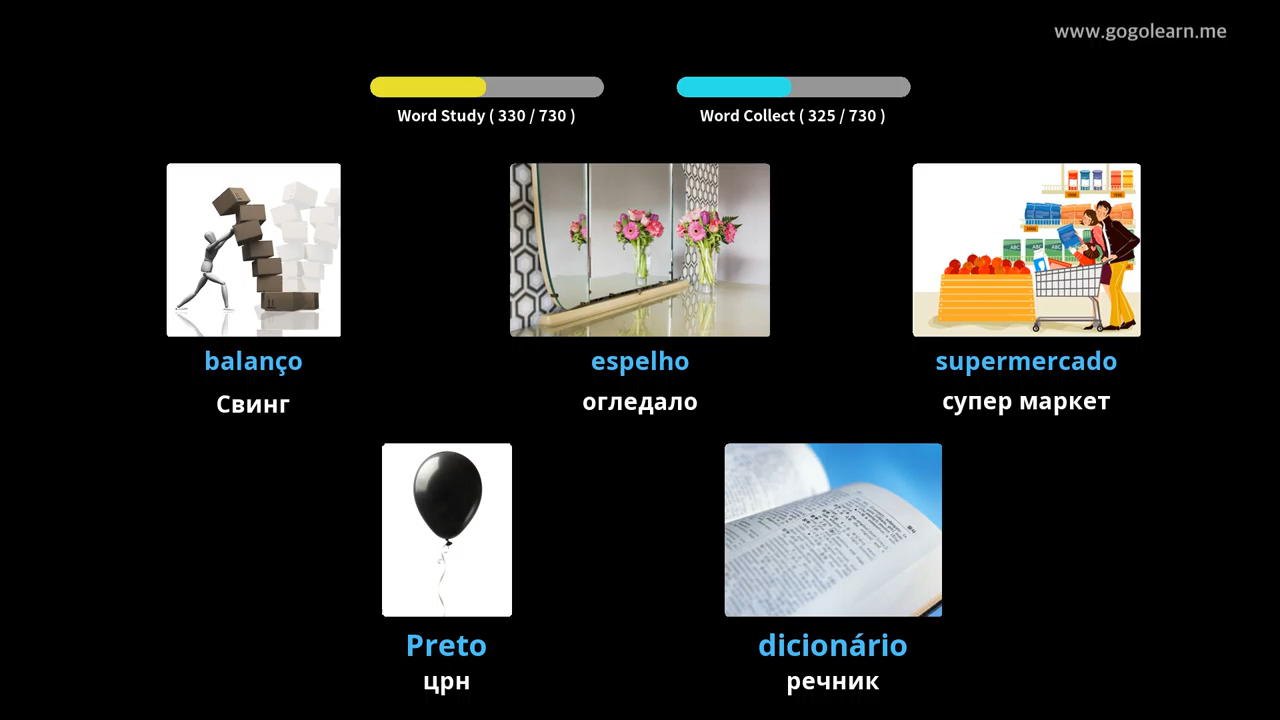 www.gogolearn.me
Word Study ( 330 / 730 )
Word Collect ( 325 / 730 )
balanço
Свинг
espelho
огледало
supermercado
супер маркет
Preto
црн
dicionário
речник